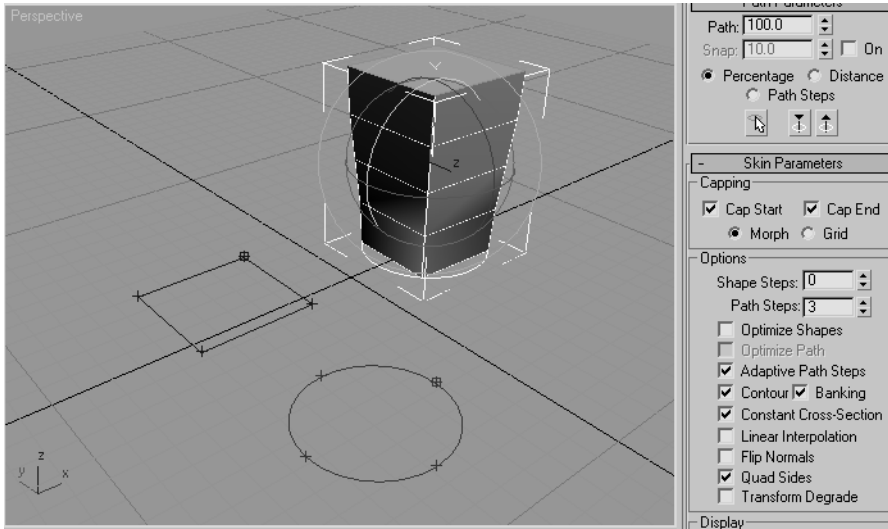 Perspective
z
z
y
x
Path Parameters
Path: 100.0
Snap: 10.0 On
Percentage Distance
Path Steps
- Skin Parameters
Capping
Cap Start Cap End
Morph Grid
Options
Shape Steps: 0
Path Steps: 3
Optimize Shapes
Optimize Path
Adaptive Path Steps
Contour Banking
Constant Cross-Section
Linear Interpolation
Flip Normals
Quad Sides
Transform Degrade
Display